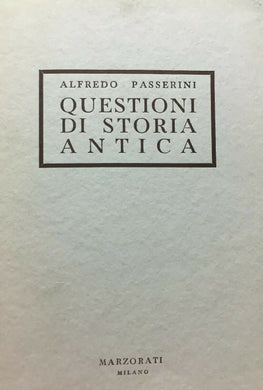 ALFREDO PASSERINI
QUESTIONI
DI STORIA
ANTICA
MARZORATI
MILANO